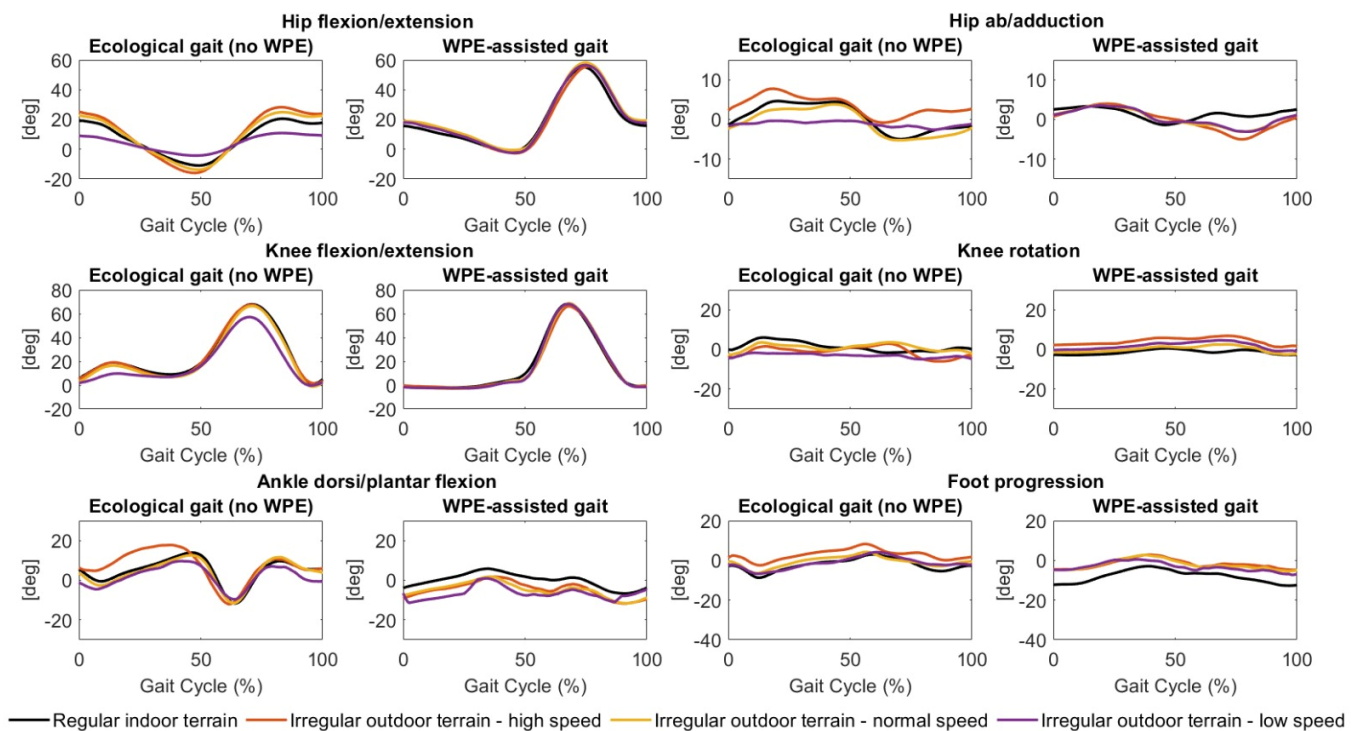 Hip flexion/extension
Hip ab/adduction
Ecological gait (no WPE) WPE-assisted gait Ecological gait (no WPE) WPE-assisted gait
60 60
40 40
20 20
0 0
-20 -20
10 10
0 0
-10 -10
[deg] [deg] [deg] [deg]
0 50 100 0 50 100 0 50 100 0 50 100
Gait Cycle (%) Gait Cycle (%) Gait Cycle (%) Gait Cycle (%)
Knee flexion/extension
Knee rotation
Ecological gait (no WPE) WPE-assisted gait Ecological gait (no WPE) WPE-assisted gait
80 80
60 60
40 40
20 20
0 0
-20 -20
20 20
0 0
-20 -20
[deg] [deg] [deg] [deg]
0 50 100 0 50 100 0 50 100 0 50 100
Gait Cycle (%) Gait Cycle (%) Gait Cycle (%) Gait Cycle (%)
Ankle dorsi/plantar flexion
Foot progression
Ecological gait (no WPE) WPE-assisted gait Ecological gait (no WPE) WPE-assisted gait
20 20
0 0
-20 -20
20 20
0 0
-20 -20
-40 -40
[deg] [deg] [deg] [deg]
0 50 100 0 50 100 0 50 100 0 50 100
Gait Cycle (%) Gait Cycle (%) Gait Cycle (%) Gait Cycle (%)
Regular indoor terrain Irregular outdoor terrain - high speed Irregular outdoor terrain - normal speed Irregular outdoor terrain - low speed